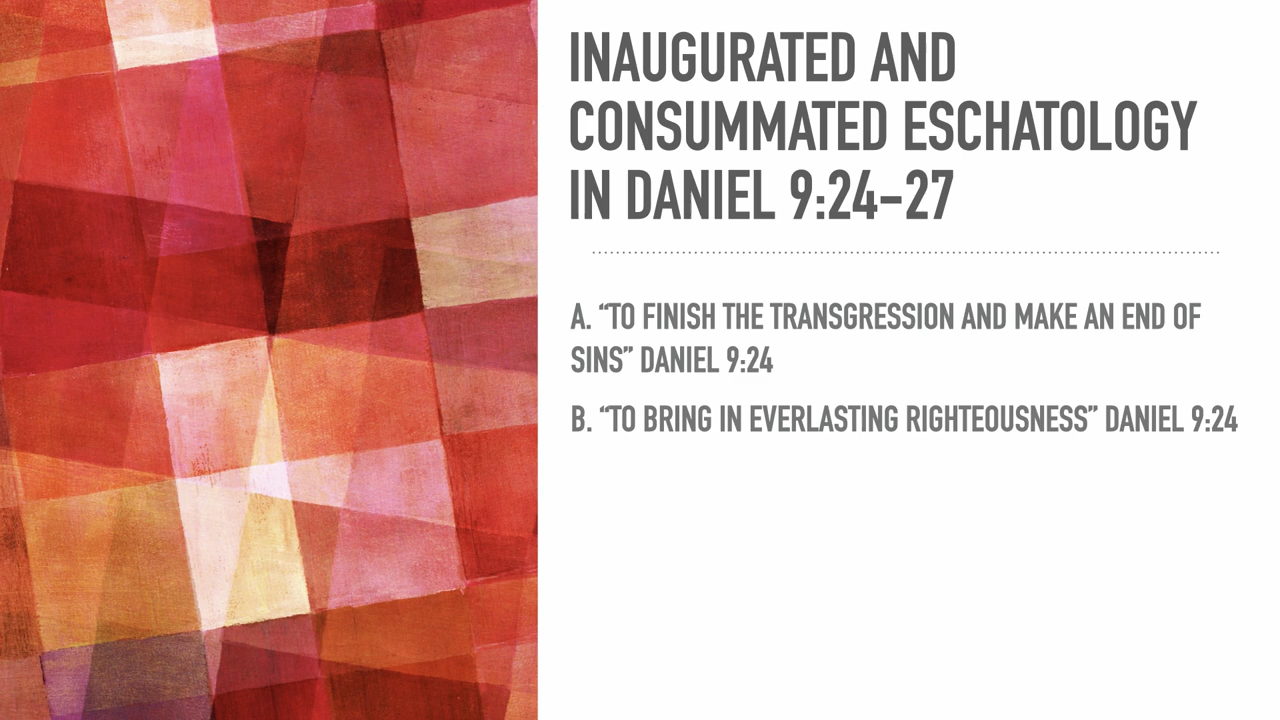 INAUGURATED AND
CONSUMMATED ESCHATOLOGY
IN DANIEL 9:24–27
A. “TO FINISH THE TRANSGRESSION AND MAKE AN END OF
SINS” DANIEL 9:24
B. “TO BRING IN EVERLASTING RIGHTEOUSNESS” DANIEL 9:24